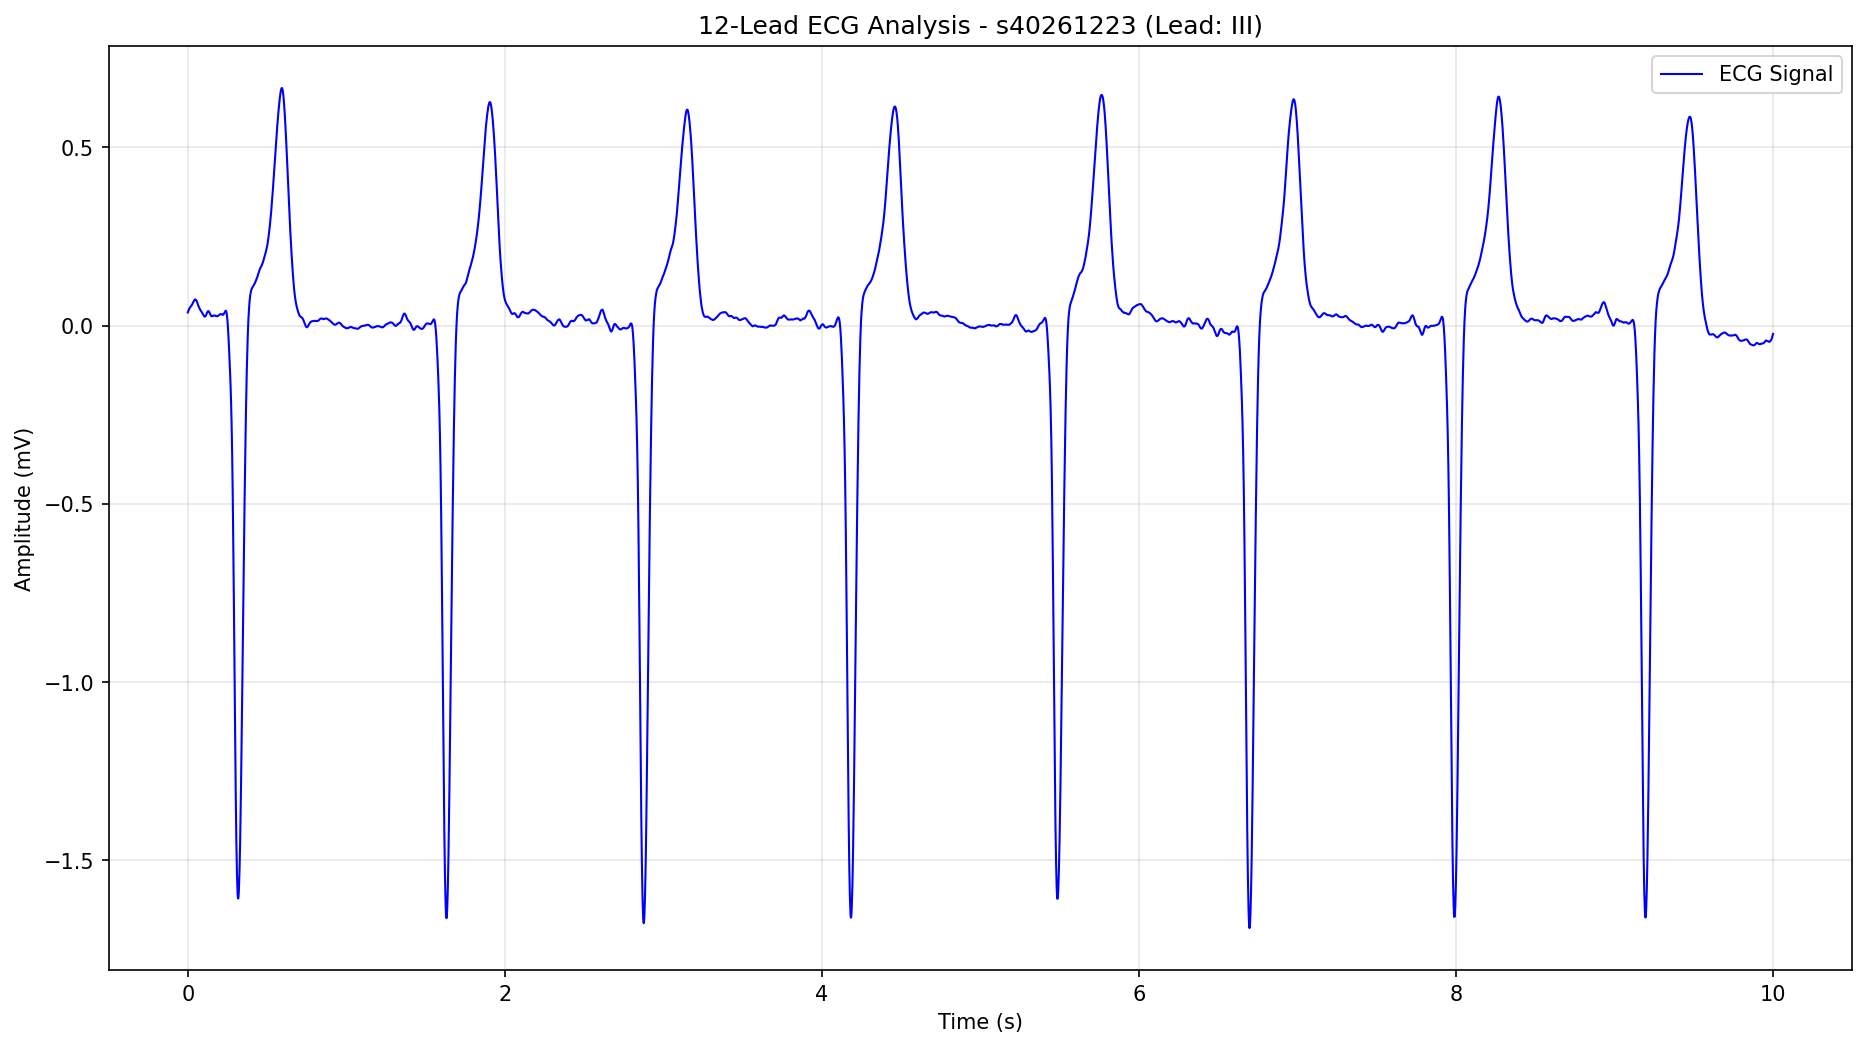 12-Lead ECG Analysis - s40261223 (Lead: III)
ECG Signal
0.5
0.0
−0.5
−1.0
−1.5
Amplitude (mV)
0 2 4 6 8 10
Time (s)